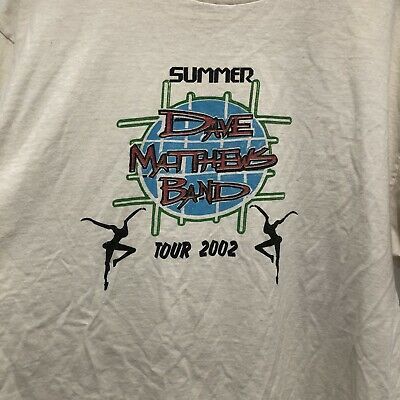 SUMMER
DAVE
MATTHEWS
BAND
TOUR 2002